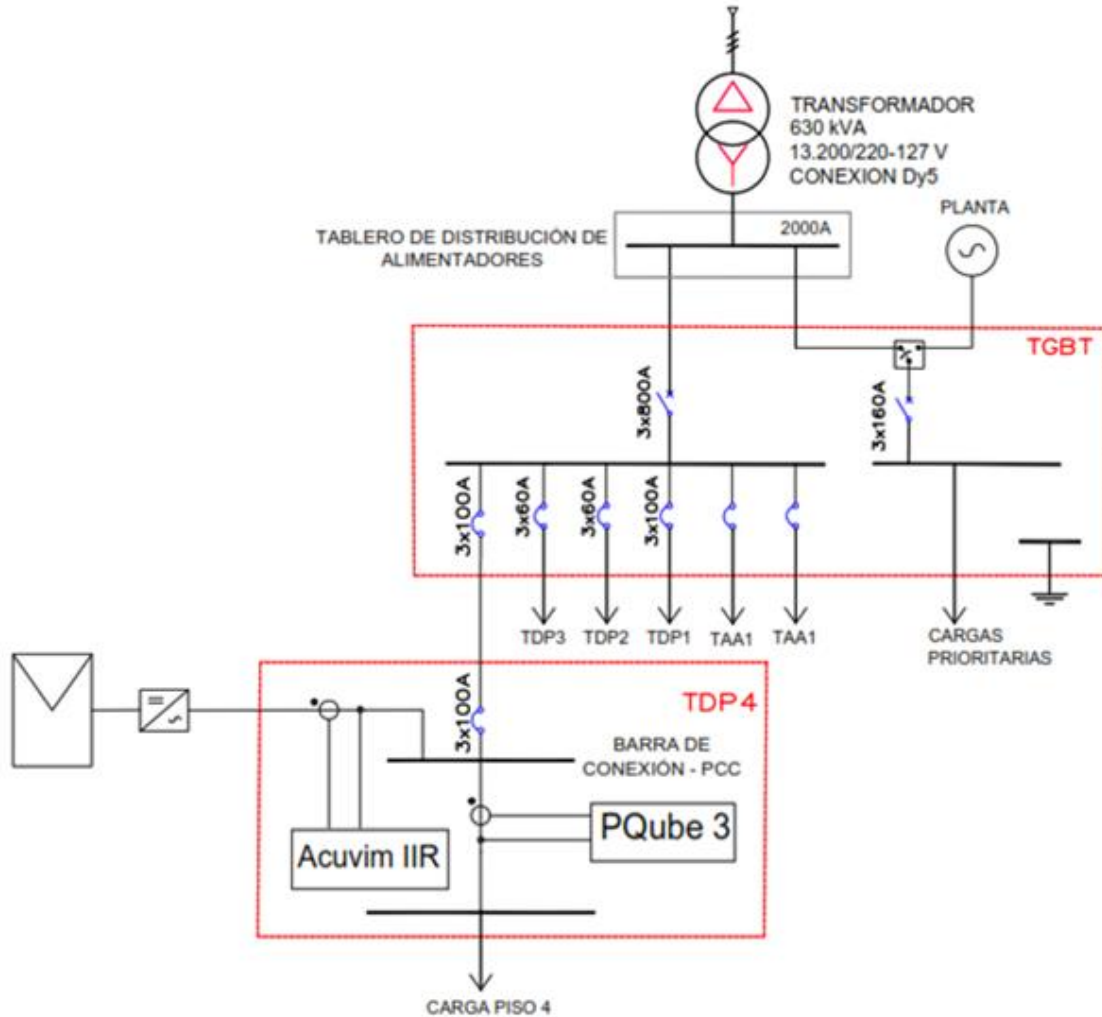 TRANSFORMADOR
630 kVA
13.200/220-127 V
CONEXION Dy5
PLANTA
2000A
TABLERO DE DISTRIBUCIÓN DE
ALIMENTADORES
TGBT
3x800A
3x160A
3x100A
3x60A
3x60A
3x100A
TDP3
TDP2
TDP1
TAA1
TAA1
CARGAS
PRIORITARIAS
TDP4
3x100A
BARRA DE
CONEXIÓN - PCC
Acuvim IIR
PQube 3
CARGA PISO 4